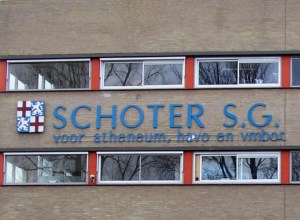 SCHOTER S.G.
voor atheneum, havo en vmbo